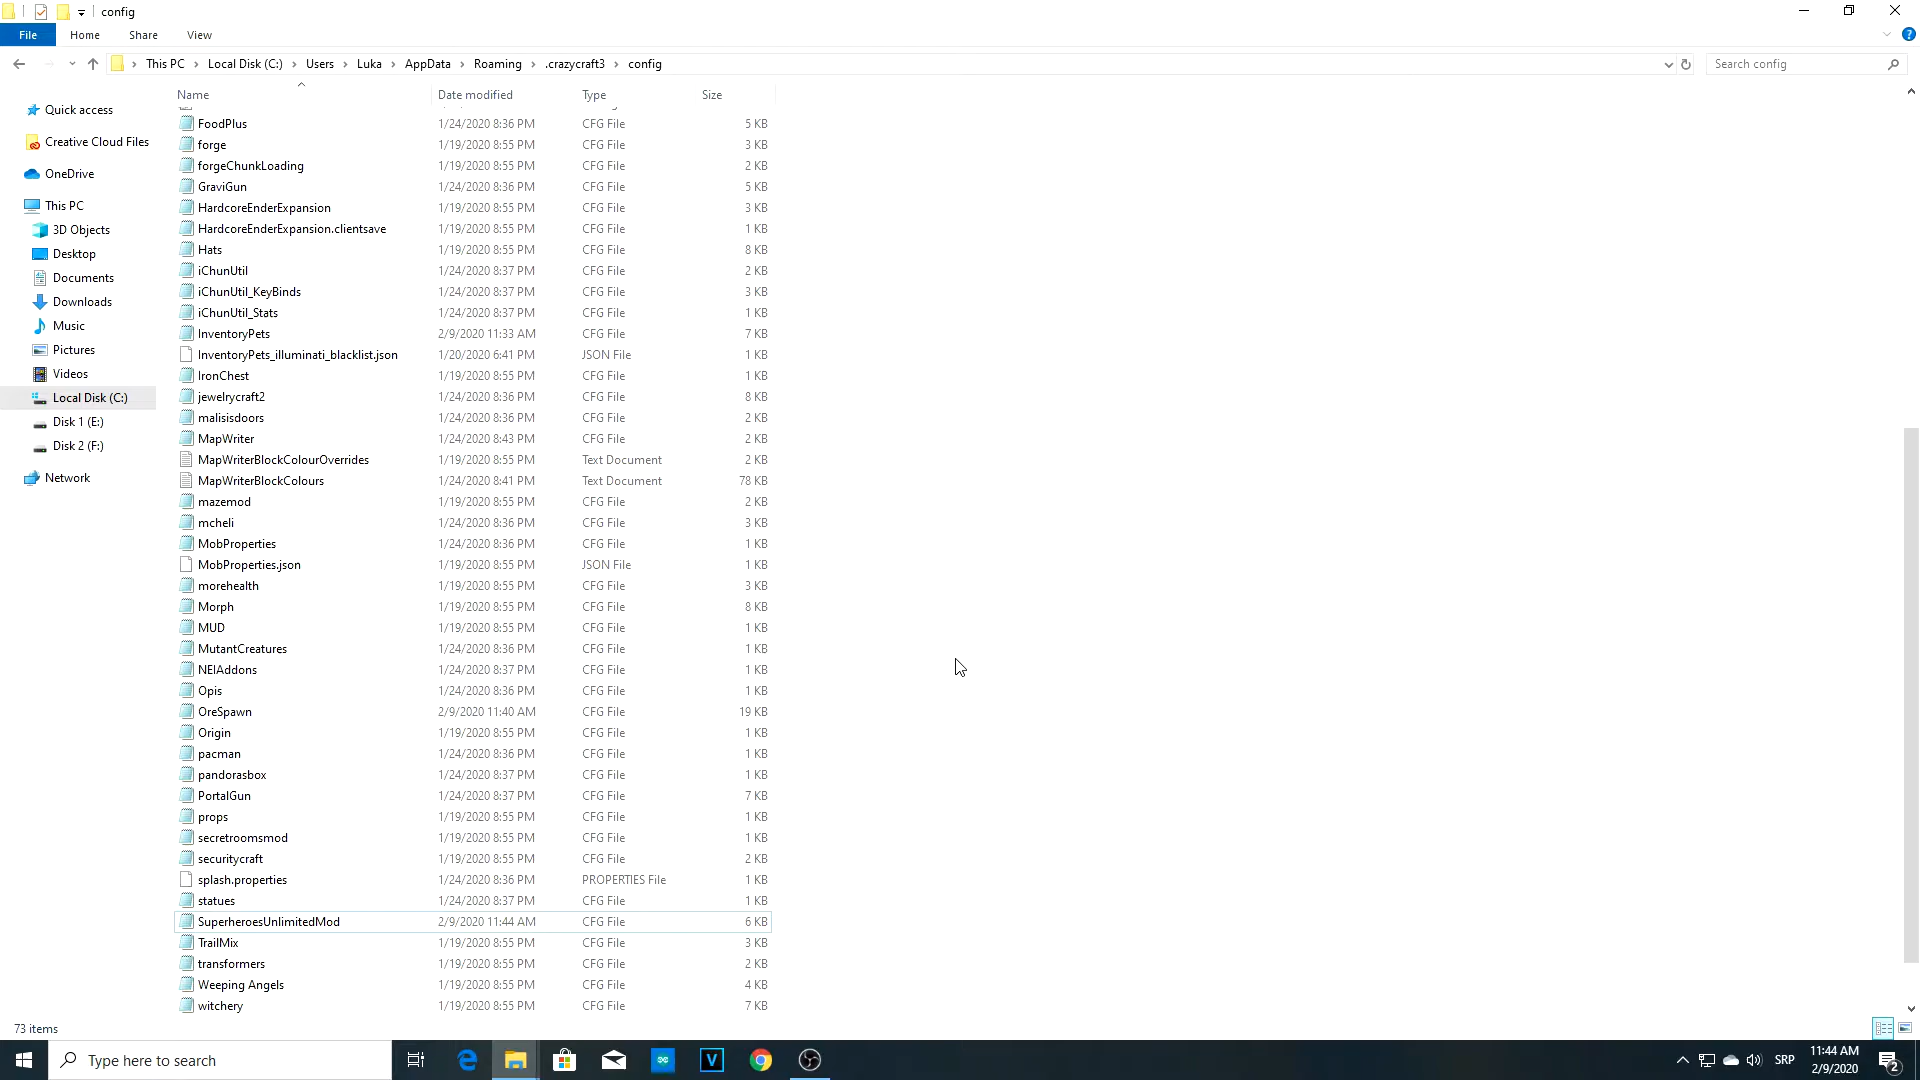 config
File Home Share View
This PC Local Disk (C:) Users Luka AppData Roaming .crazycraft3 config Search config
Name Date modified Type Size
Quick access
Creative Cloud Files
OneDrive
This PC
3D Objects
Desktop
Documents
Downloads
Music
Pictures
Videos
Local Disk (C:)
Disk 1 (E:)
Disk 2 (F:)
Network
FoodPlus 1/24/2020 8:36 PM CFG File 5 KB
forge 1/19/2020 8:55 PM CFG File 3 KB
forgeChunkLoading 1/19/2020 8:55 PM CFG File 2 KB
GraviGun 1/24/2020 8:36 PM CFG File 5 KB
HardcoreEnderExpansion 1/19/2020 8:55 PM CFG File 3 KB
HardcoreEnderExpansion.clientsave 1/19/2020 8:55 PM CFG File 1 KB
Hats 1/19/2020 8:55 PM CFG File 8 KB
iChunUtil 1/24/2020 8:37 PM CFG File 2 KB
iChunUtil_KeyBinds 1/24/2020 8:37 PM CFG File 3 KB
iChunUtil_Stats 1/24/2020 8:37 PM CFG File 1 KB
InventoryPets 2/9/2020 11:33 AM CFG File 7 KB
InventoryPets_illuminati_blacklist.json 1/20/2020 6:41 PM JSON File 1 KB
IronChest 1/19/2020 8:55 PM CFG File 1 KB
jewelrycraft2 1/24/2020 8:36 PM CFG File 8 KB
malisisdoors 1/24/2020 8:36 PM CFG File 2 KB
MapWriter 1/24/2020 8:43 PM CFG File 2 KB
MapWriterBlockColourOverrides 1/19/2020 8:55 PM Text Document 2 KB
MapWriterBlockColours 1/24/2020 8:41 PM Text Document 78 KB
mazemod 1/19/2020 8:55 PM CFG File 2 KB
mcheli 1/24/2020 8:36 PM CFG File 3 KB
MobProperties 1/24/2020 8:36 PM CFG File 1 KB
MobProperties.json 1/19/2020 8:55 PM JSON File 1 KB
morehealth 1/19/2020 8:55 PM CFG File 3 KB
Morph 1/19/2020 8:55 PM CFG File 8 KB
MUD 1/19/2020 8:55 PM CFG File 1 KB
MutantCreatures 1/24/2020 8:36 PM CFG File 1 KB
NEIAddons 1/24/2020 8:37 PM CFG File 1 KB
Opis 1/24/2020 8:36 PM CFG File 1 KB
OreSpawn 2/9/2020 11:40 AM CFG File 19 KB
Origin 1/19/2020 8:55 PM CFG File 1 KB
pacman 1/24/2020 8:36 PM CFG File 1 KB
pandorasbox 1/24/2020 8:37 PM CFG File 1 KB
PortalGun 1/24/2020 8:37 PM CFG File 7 KB
props 1/19/2020 8:55 PM CFG File 1 KB
secretroomsmod 1/19/2020 8:55 PM CFG File 1 KB
securitycraft 1/19/2020 8:55 PM CFG File 2 KB
splash.properties 1/24/2020 8:36 PM PROPERTIES File 1 KB
statues 1/24/2020 8:37 PM CFG File 1 KB
SuperheroesUnlimitedMod 2/9/2020 11:44 AM CFG File 6 KB
TrailMix 1/19/2020 8:55 PM CFG File 3 KB
transformers 1/19/2020 8:55 PM CFG File 2 KB
Weeping Angels 1/19/2020 8:55 PM CFG File 4 KB
witchery 1/19/2020 8:55 PM CFG File 7 KB
73 items
Type here to search
SRP
11:44 AM
2/9/2020
2